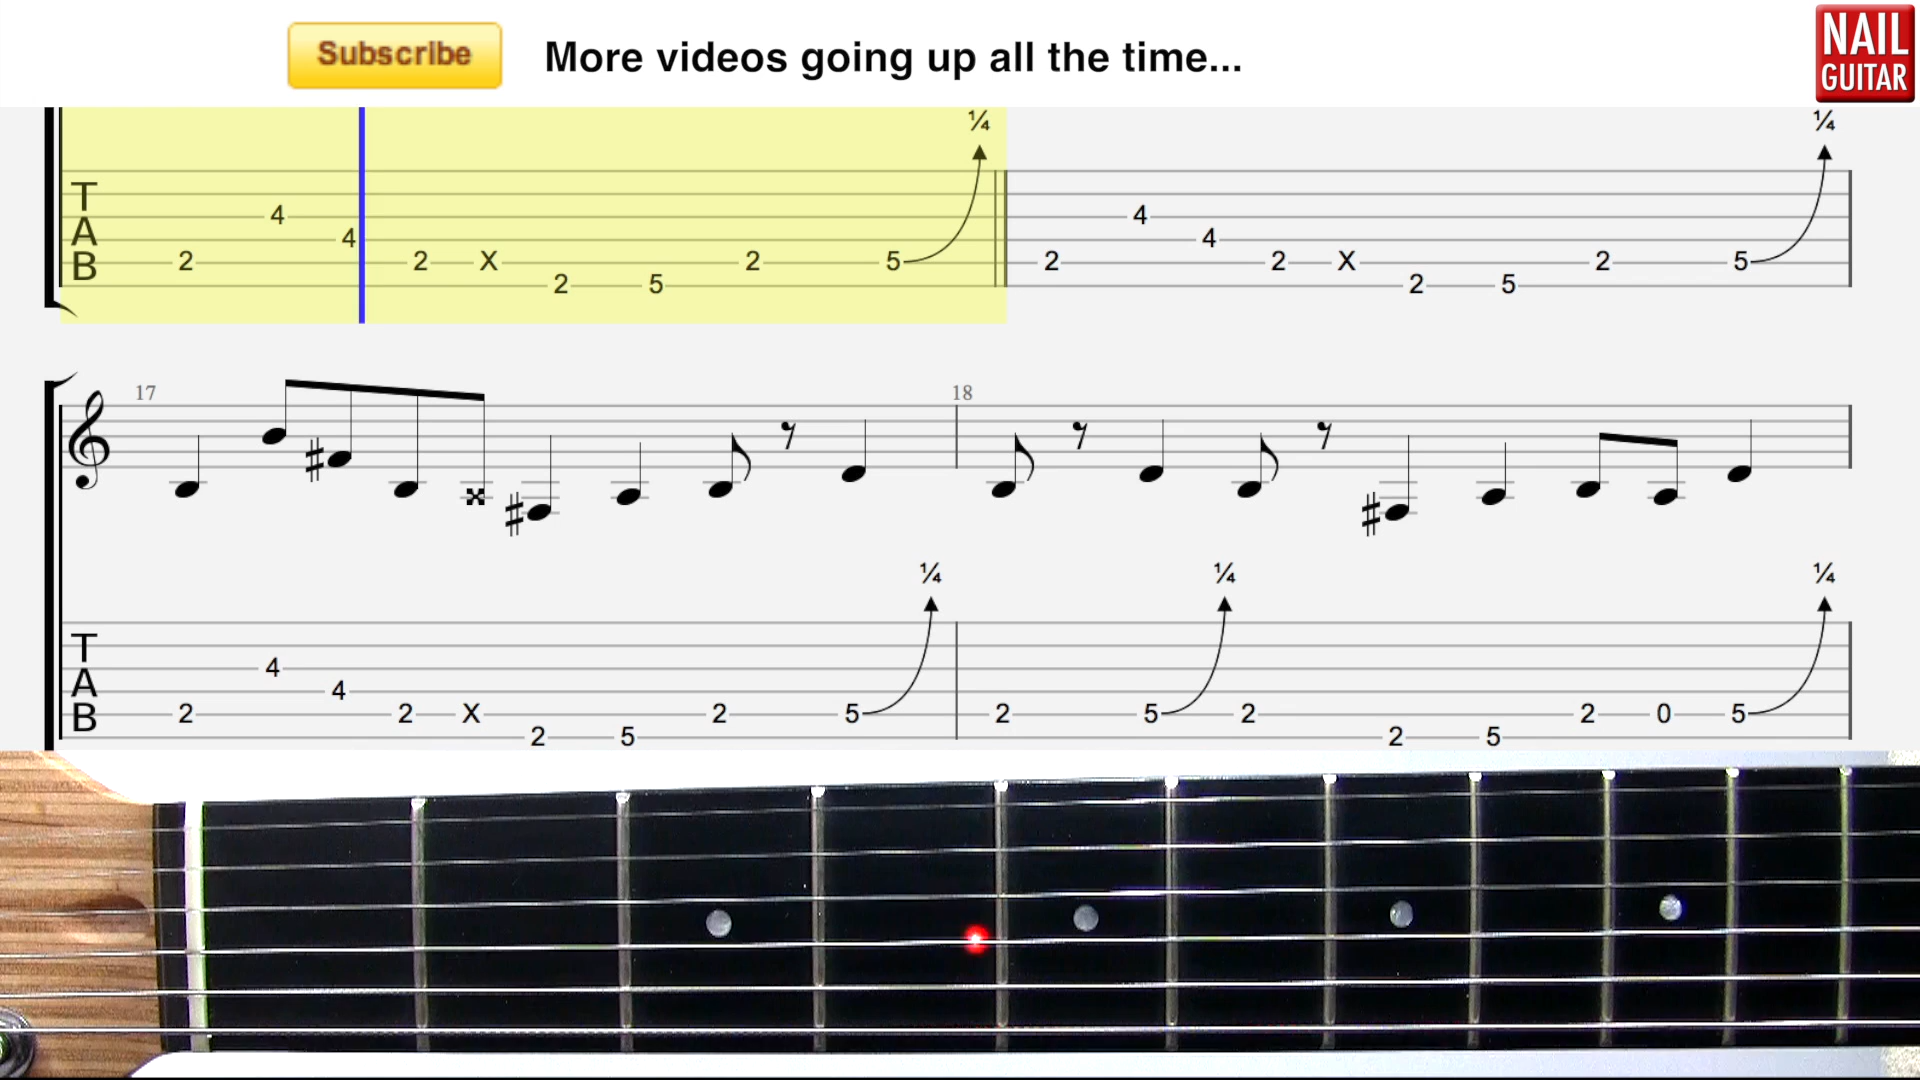 Subscribe More videos going up all the time...
NAIL
GUITAR
¼ ¼
T
A
B
4 4
4 4
2 2 X 2 5 2 2 X 2 5
2 5 2 5
17 18
¼ ¼ ¼
T
A
B
4
4
2 2 X 2 5 2 5 2 2 0 5
2 5 2 5